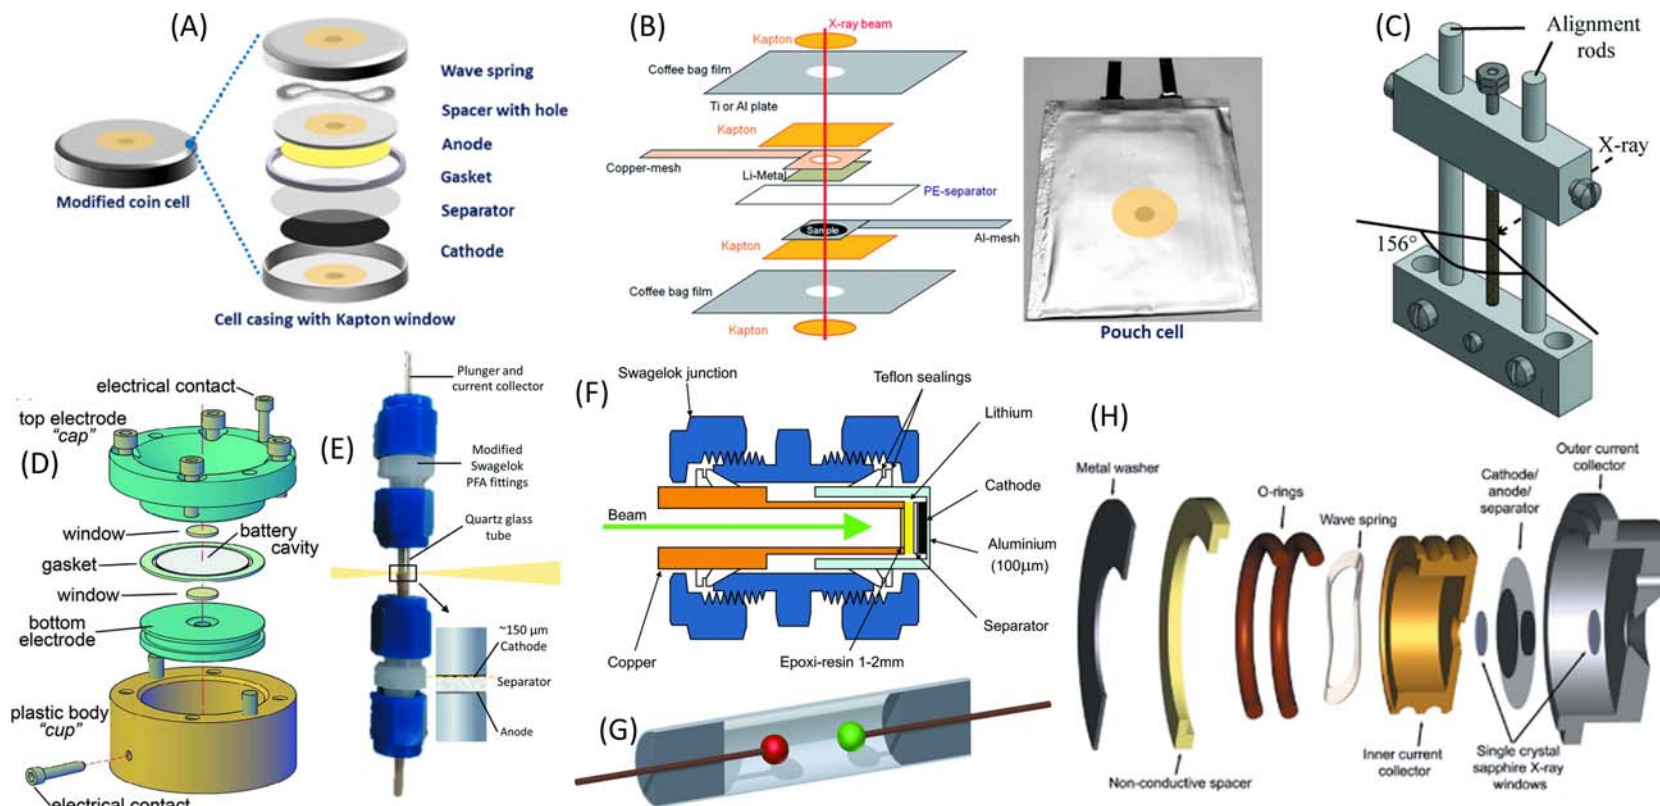 (A)
Wave spring
Spacer with hole
Anode
Gasket
Separator
Cathode
Modified coin cell
Cell casing with Kapton window
(B)
X-ray beam
Kapton
Coffee bag film
Ti or Al plate
Kapton
Copper-mesh
Li-Metal
PE-separator
Sample
Al-mesh
Kapton
Coffee bag film
Kapton
Pouch cell
(C)
Alignment
rods
X-ray
156°
electrical contact
top electrode
"cap"
(D)
window
battery
cavity
gasket
window
bottom
electrode
plastic body
"cup"
electrical contact
(E)
Plunger and
current collector
Modified
Swagelok
PFA fittings
Quartz glass
tube
~150 µm
Cathode
Separator
Anode
(F)
Swagelok junction
Teflon sealings
Lithium
Cathode
Beam
Aluminium
(100µm)
Separator
Copper
Epoxi-resin 1-2mm
(G)
(H)
Metal washer
O-rings
Wave spring
Cathode/
anode/
separator
Outer current
collector
Non-conductive spacer
Inner current
collector
Single crystal
sapphire X-ray
windows